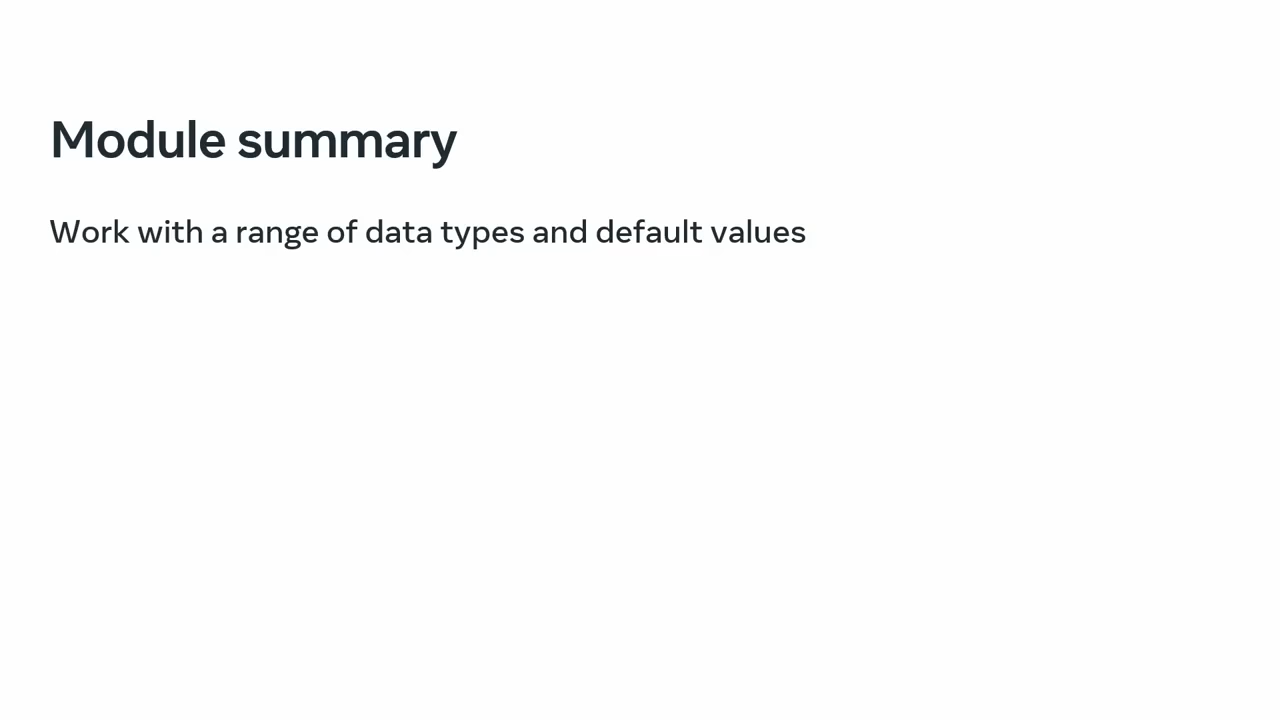 Module summary
Work with a range of data types and default values